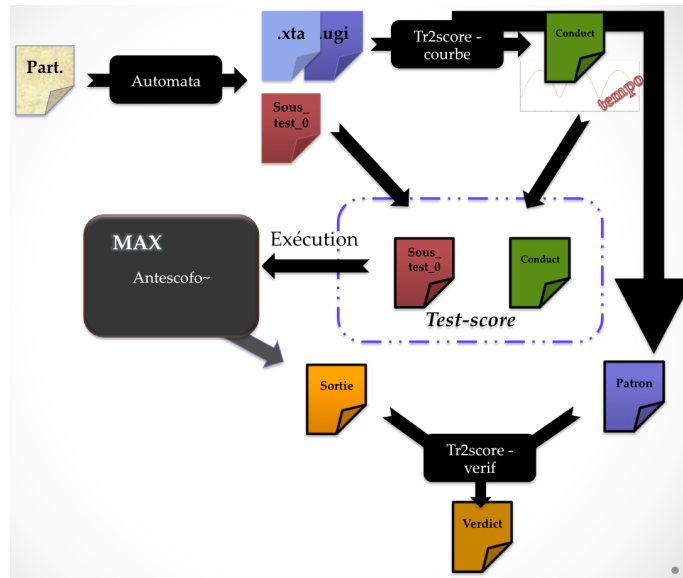 Part.
Automata
.xta
.ugi
Tr2score -
courbe
Conduct
tempo
Sous_
test_0
MAX
Antescofo~
Exécution
Sous_
test_0
Conduct
Test-score
Sortie
Patron
Tr2score -
verif
Verdict